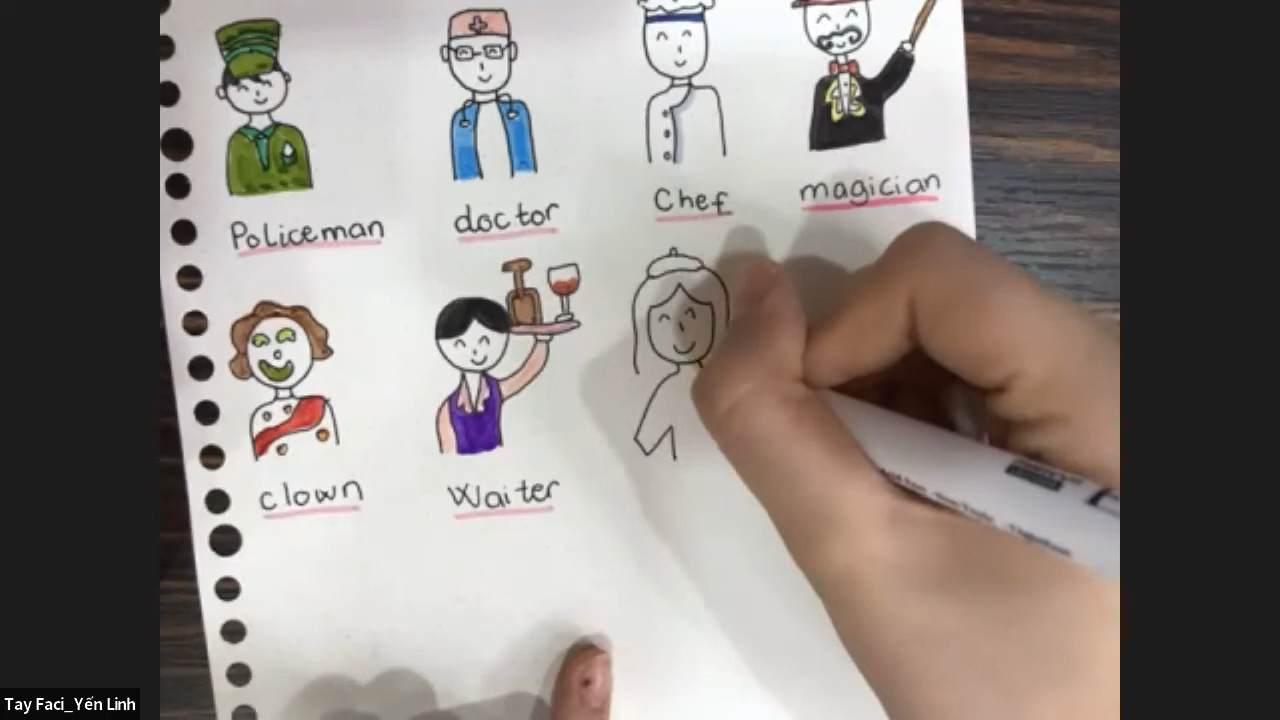 Policeman
doctor
Chef
magician
clown
Waiter
Tay Faci_Yến Linh